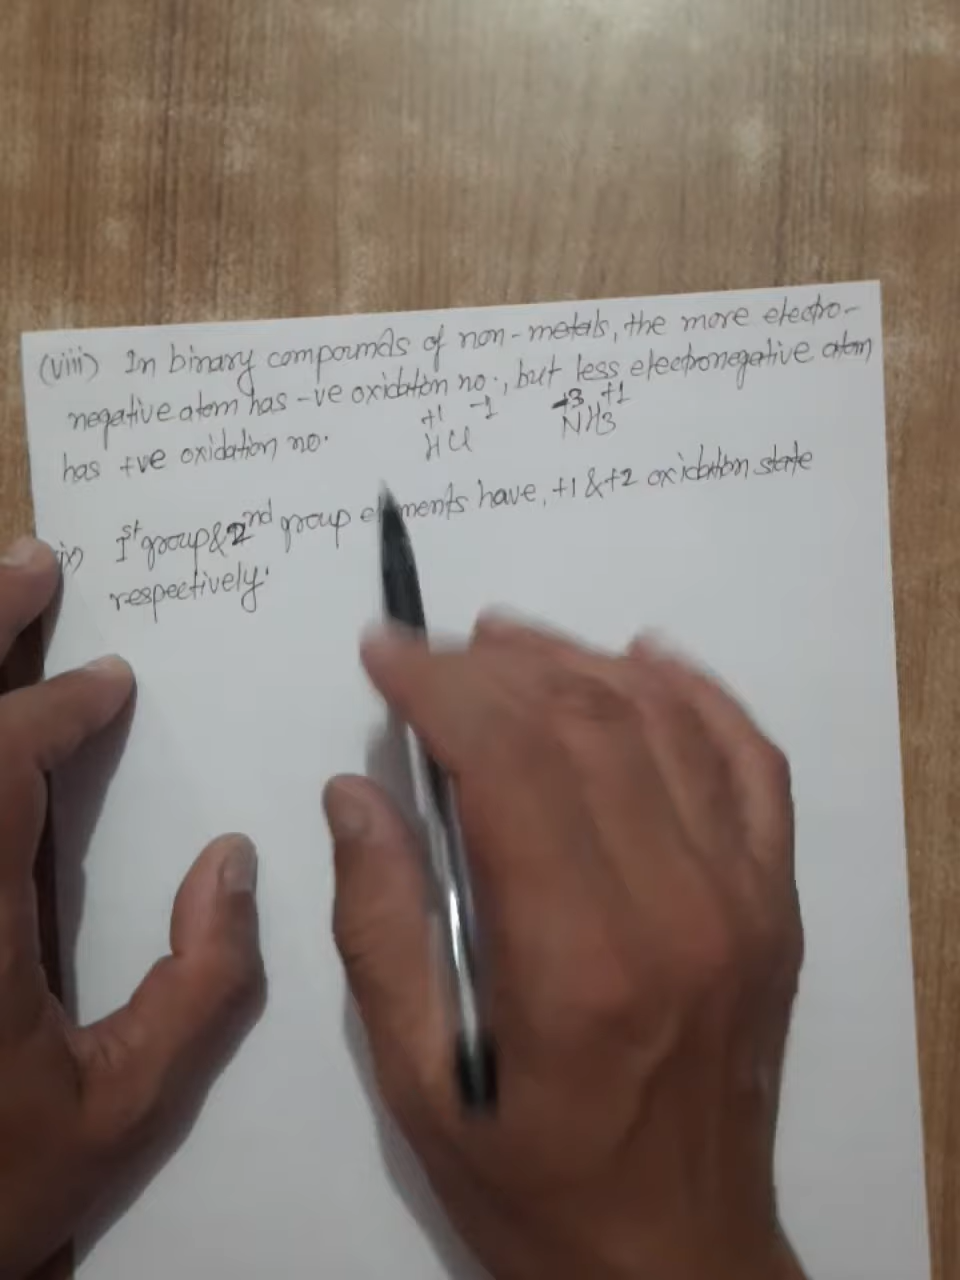 (viii) In binary compounds of non-metals, the more electro-
negative atom has -ve oxidation no., but less electronegative atom
has +ve oxidation no.
+1 -1 -3 +1
HCl NH3
ix) Ist group & 2nd group elements have, +1 & +2 oxidation state
respectively.